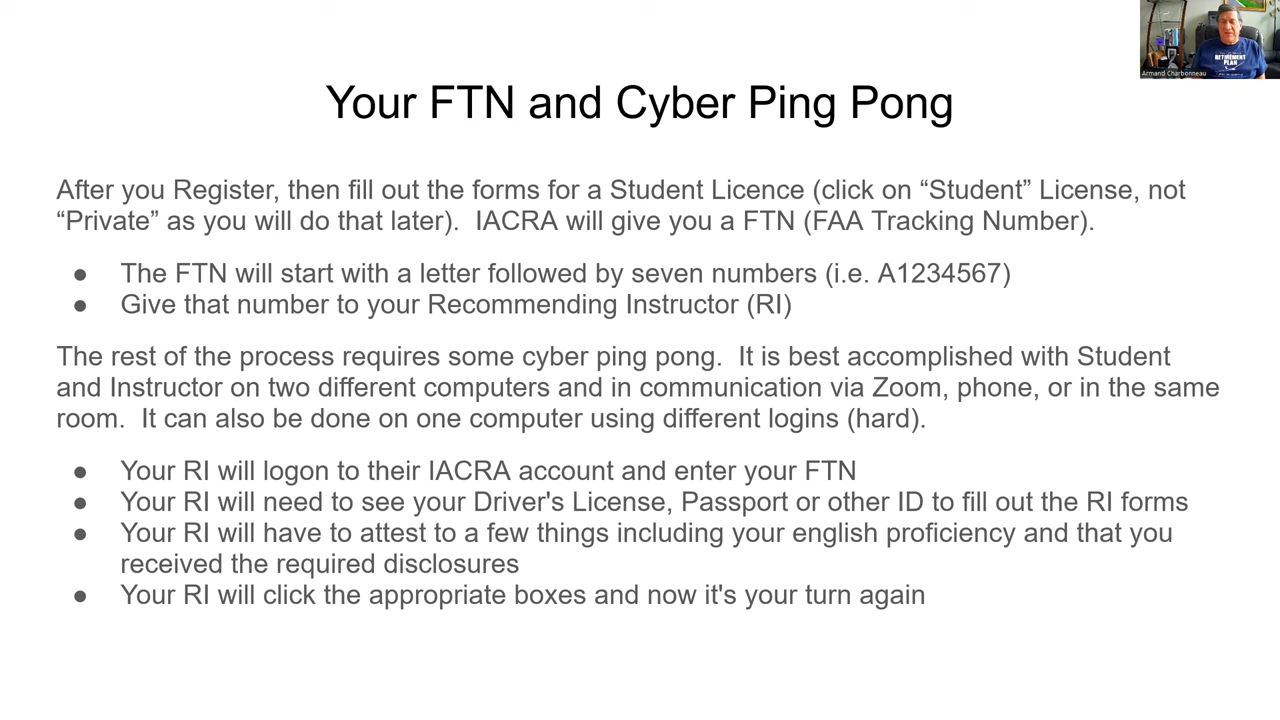 Armand Charbonneau
RETIREMENT
PLAN
Your FTN and Cyber Ping Pong
After you Register, then fill out the forms for a Student Licence (click on “Student” License, not
“Private” as you will do that later).  IACRA will give you a FTN (FAA Tracking Number).
● The FTN will start with a letter followed by seven numbers (i.e. A1234567)
● Give that number to your Recommending Instructor (RI)
The rest of the process requires some cyber ping pong.  It is best accomplished with Student
and Instructor on two different computers and in communication via Zoom, phone, or in the same
room.  It can also be done on one computer using different logins (hard).
● Your RI will logon to their IACRA account and enter your FTN
● Your RI will need to see your Driver's License, Passport or other ID to fill out the RI forms
● Your RI will have to attest to a few things including your english proficiency and that you
received the required disclosures
● Your RI will click the appropriate boxes and now it's your turn again